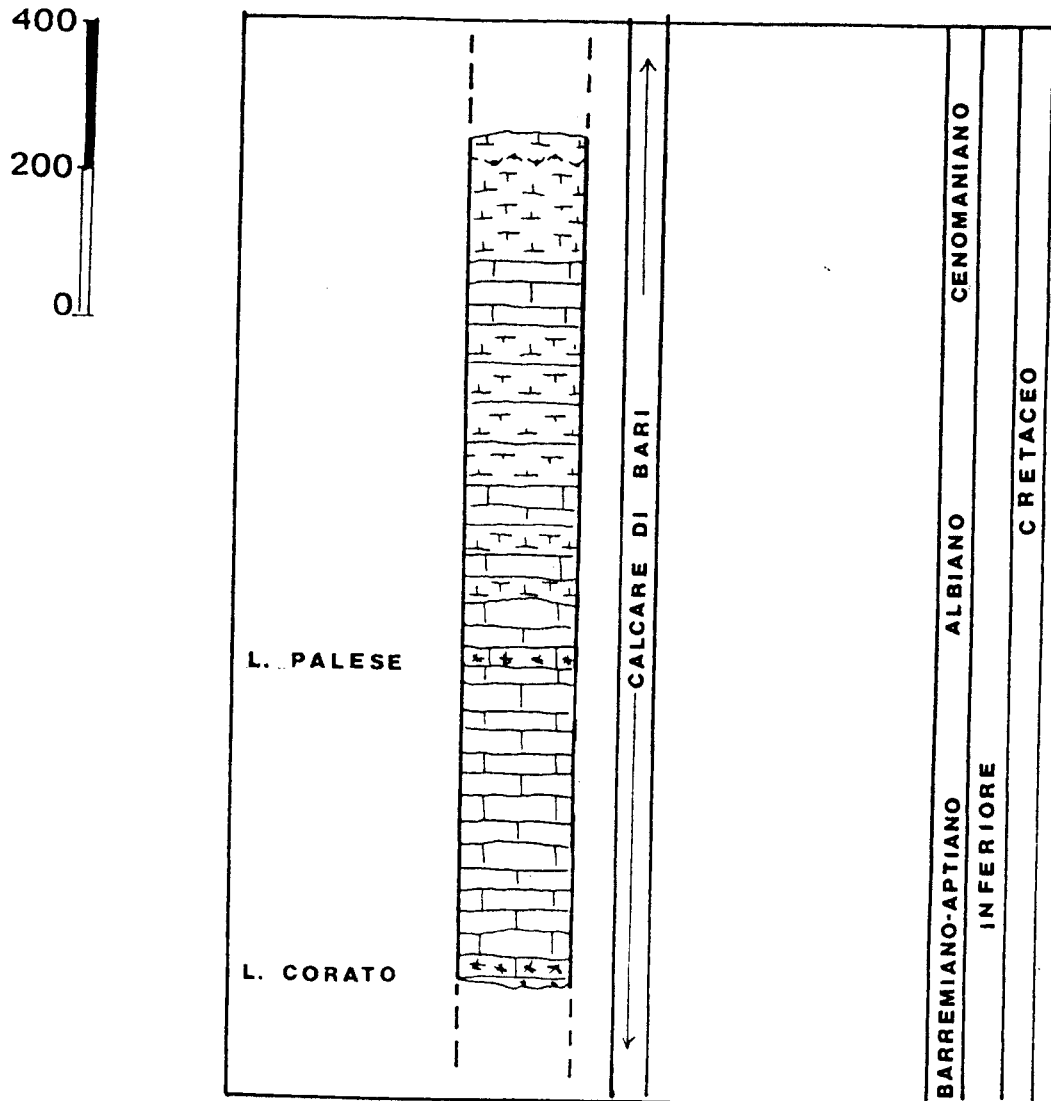 400
200
0
L. PALESE
L. CORATO
CALCARE DI BARI
CENOMANIANO
ALBIANO
BARREMIANO-APTIANO
INFERIORE
CRETACEO